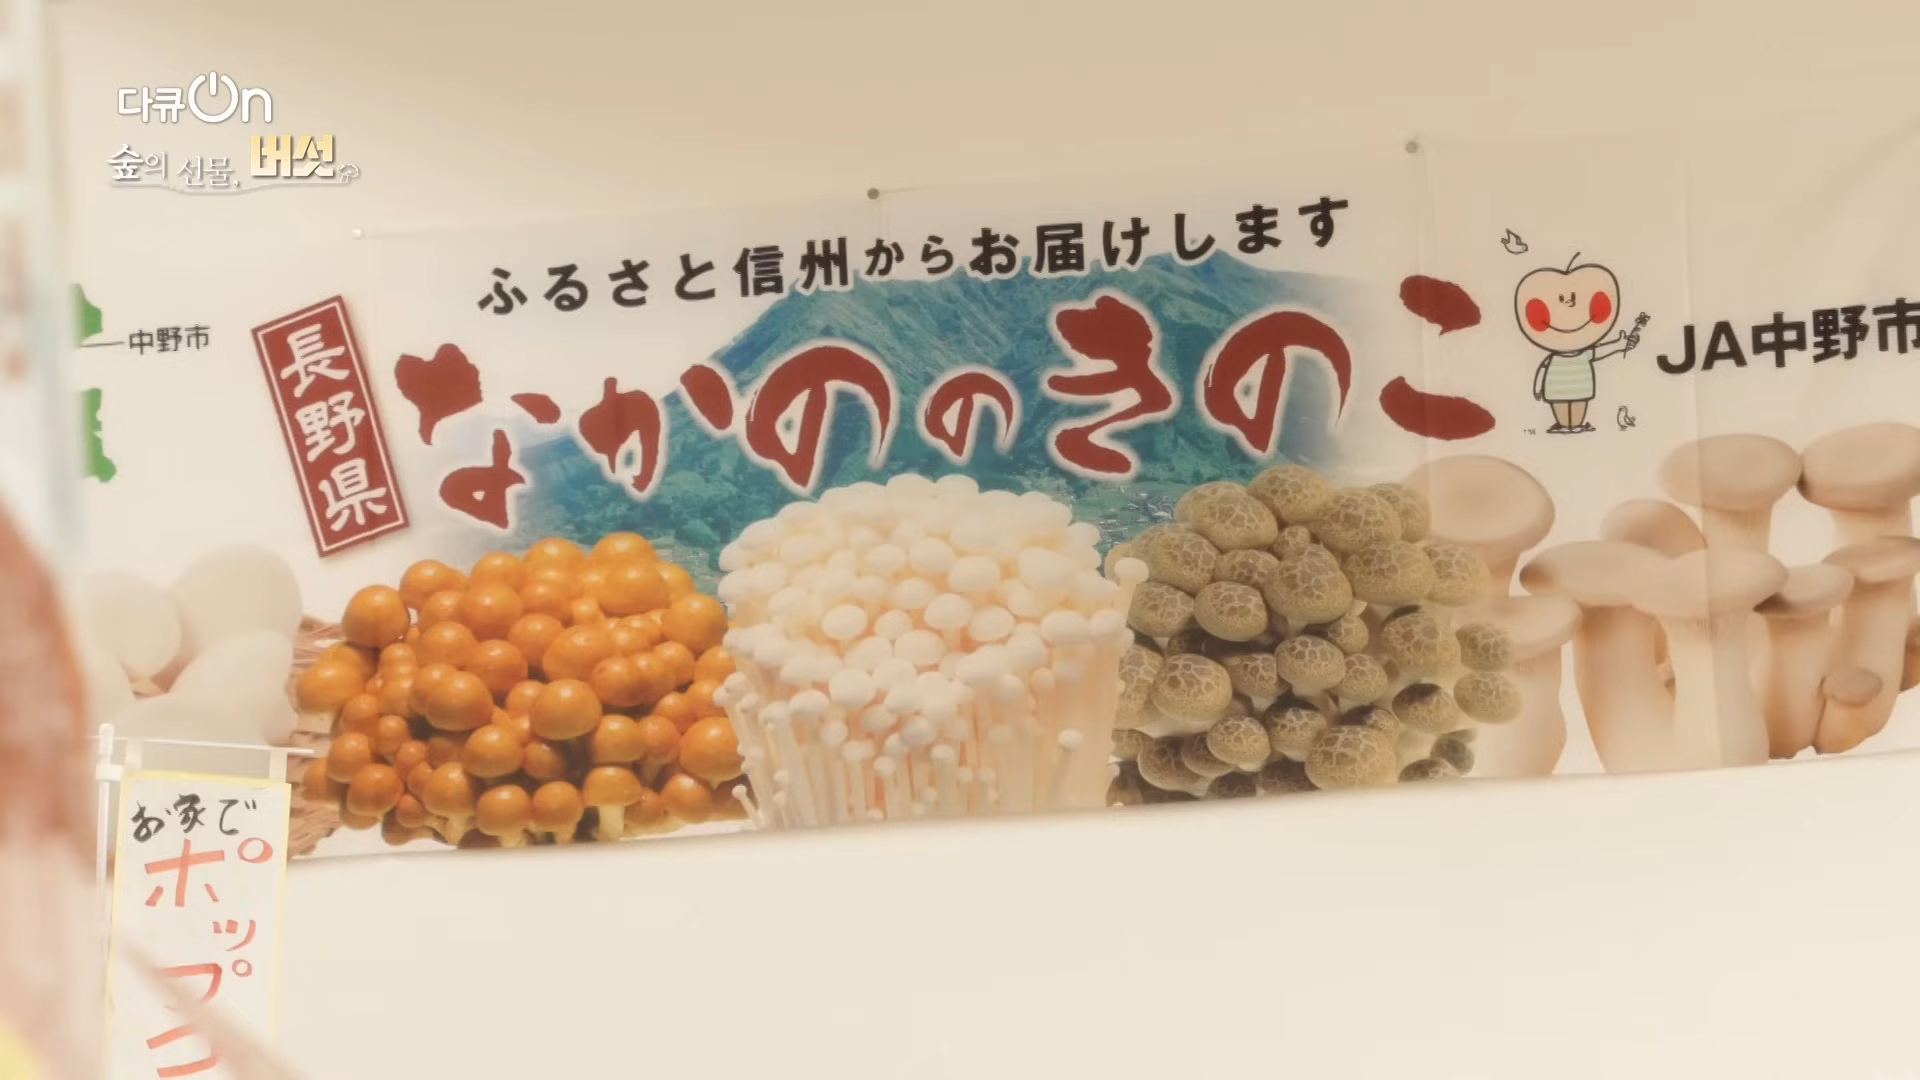 다큐On
숲의 선물, 버섯
ふるさと信州からお届けします
中野市
長野県
なかののきのこ
JA中野市
お家で
ポップコ